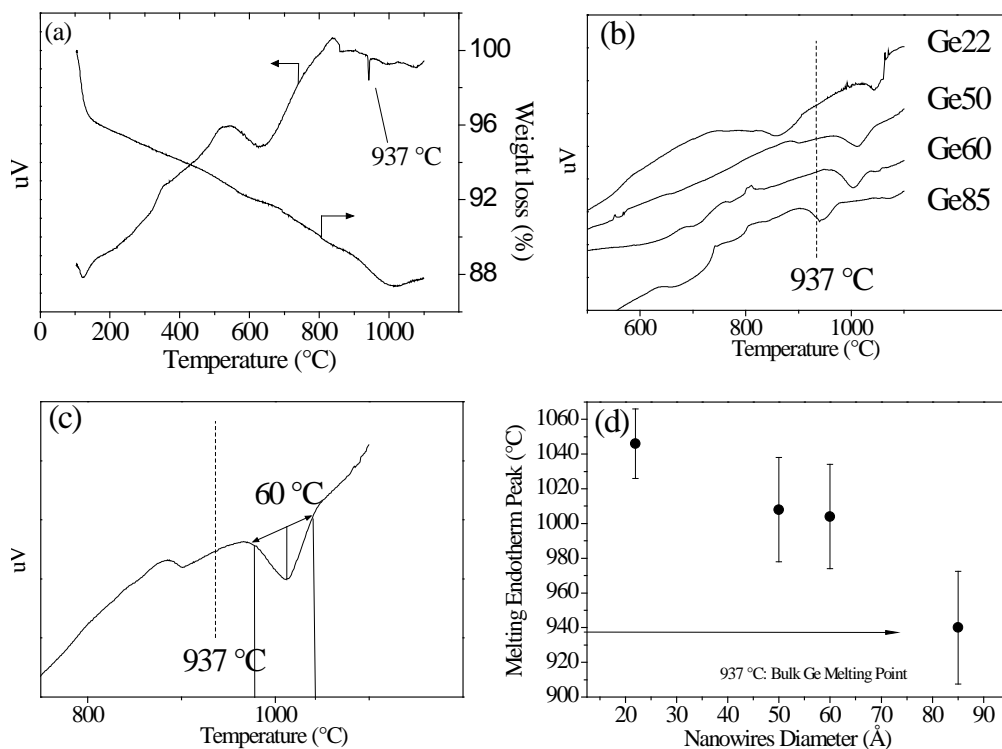 (a)
uV
100
96
92
88
Weight loss (%)
937 °C
0 200 400 600 800 1000
Temperature (°C)
(b)
uV
Ge22
Ge50
Ge60
Ge85
937 °C
600 800 1000
Temperature (°C)
(c)
uV
60 °C
937 °C
800 1000
Temperature (°C)
(d)
Melting Endotherm Peak (°C)
1060
1040
1020
1000
980
960
940
920
900
937 °C: Bulk Ge Melting Point
20 30 40 50 60 70 80 90
Nanowires Diameter (Å)